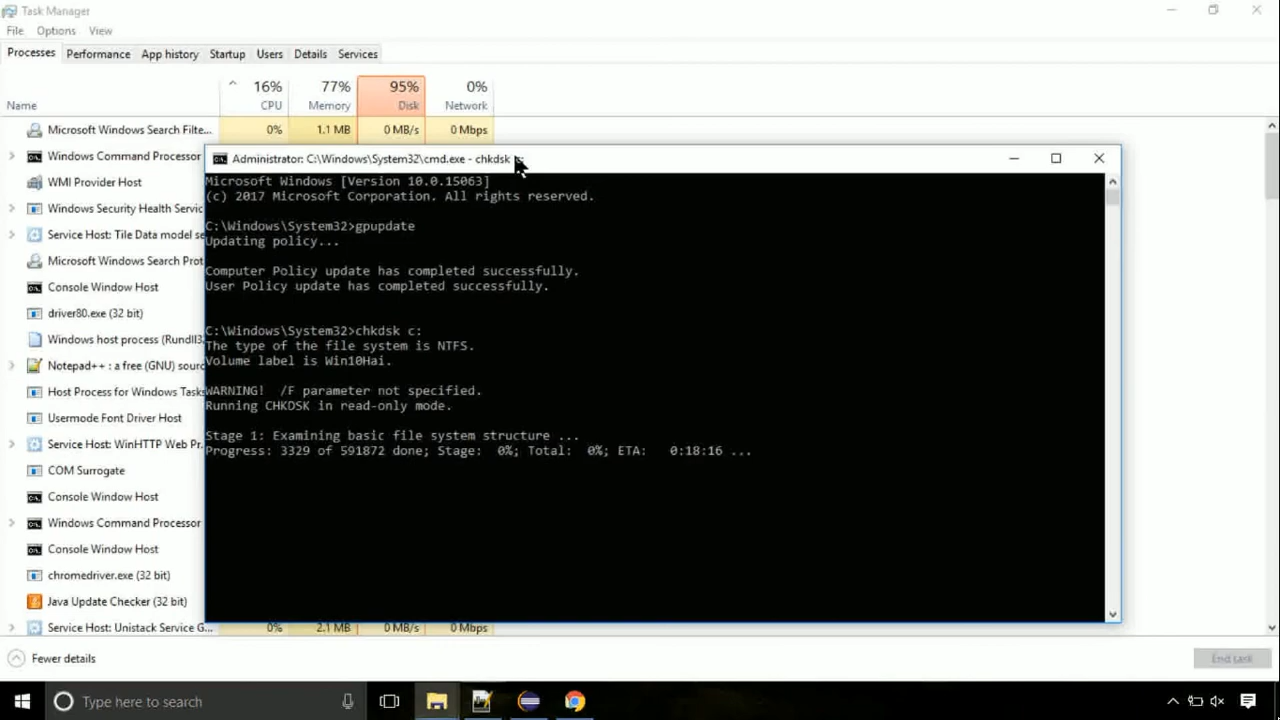 Task Manager
File Options View
Processes Performance App history Startup Users Details Services
16% 77% 95% 0%
Name CPU Memory Disk Network
Microsoft Windows Search Filte... 0% 1.1 MB 0 MB/s 0 Mbps
Windows Command Processor
WMI Provider Host
Windows Security Health Servic
Service Host: Tile Data model se
Microsoft Windows Search Prot
Console Window Host
driver80.exe (32 bit)
Windows host process (Rundll3
Notepad++ : a free (GNU) sourc
Host Process for Windows Task
Usermode Font Driver Host
Service Host: WinHTTP Web Pr
COM Surrogate
Console Window Host
Windows Command Processor
Console Window Host
chromedriver.exe (32 bit)
Java Update Checker (32 bit)
Service Host: Unistack Service G... 0% 2.1 MB 0 MB/s 0 Mbps
Administrator: C:\Windows\System32\cmd.exe - chkdsk
Microsoft Windows [Version 10.0.15063]
(c) 2017 Microsoft Corporation. All rights reserved.
C:\Windows\System32>gpupdate
Updating policy...
Computer Policy update has completed successfully.
User Policy update has completed successfully.
C:\Windows\System32>chkdsk c:
The type of the file system is NTFS.
Volume label is Win10Hai.
WARNING! /F parameter not specified.
Running CHKDSK in read-only mode.
Stage 1: Examining basic file system structure ...
Progress: 3329 of 591872 done; Stage: 0%; Total: 0%; ETA: 0:18:16 ...
Fewer details
End task
Type here to search